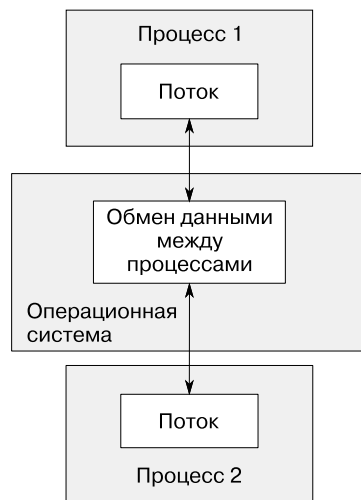 Процесс 1
Поток
Обмен данными
между
процессами
Операционная
система
Поток
Процесс 2